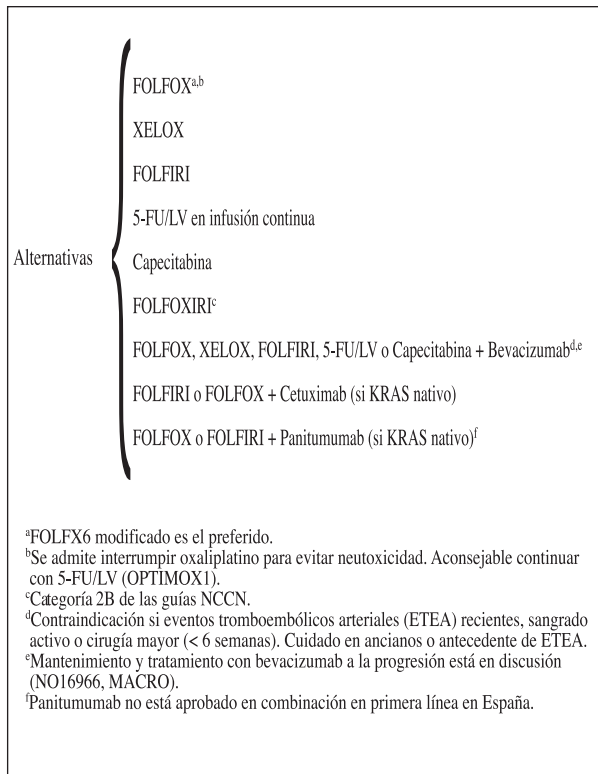 FOLFOXa,b
XELOX
FOLFIRI
5-FU/LV en infusión continua
Alternativas
Capecitabina
FOLFOXIRIc
FOLFOX, XELOX, FOLFIRI, 5-FU/LV o Capecitabina + Bevacizumabd,e
FOLFIRI o FOLFOX + Cetuximab (si KRAS nativo)
FOLFOX o FOLFIRI + Panitumumab (si KRAS nativo)f
aFOLFX6 modificado es el preferido.
bSe admite interrumpir oxaliplatino para evitar neutoxicidad. Aconsejable continuar
con 5-FU/LV (OPTIMOX1).
cCategoría 2B de las guías NCCN.
dContraindicación si eventos tromboembólicos arteriales (ETEA) recientes, sangrado
activo o cirugía mayor (< 6 semanas). Cuidado en ancianos o antecedente de ETEA.
eMantenimiento y tratamiento con bevacizumab a la progresión está en discusión
(NO16966, MACRO).
fPanitumumab no está aprobado en combinación en primera línea en España.